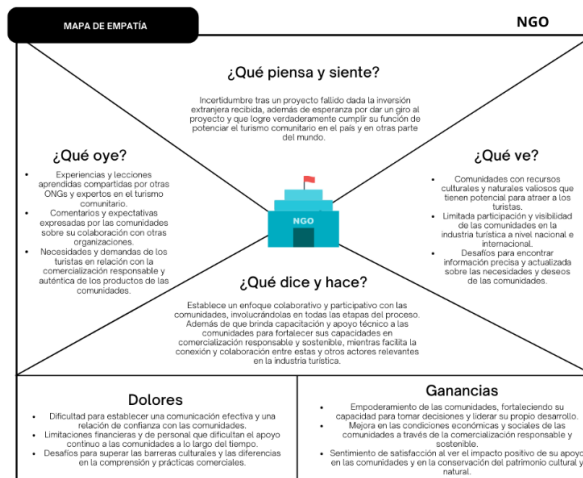 MAPA DE EMPATÍA
NGO
¿Qué piensa y siente?
Incertidumbre tras un proyecto fallido dada la inversión
extranjera recibida, además de esperanza por dar un giro al
proyecto y que logre verdaderamente cumplir su función de
potenciar el turismo comunitario en el país y en otras parte
del mundo.
¿Qué oye?
• Experiencias y lecciones
aprendidas compartidas por otras
ONGs y expertos en el turismo
comunitario.
• Comentarios y expectativas
expresadas por las comunidades
sobre su colaboración con otras
organizaciones.
• Necesidades y demandas de los
turistas en relación con la
comercialización responsable y
auténtica de los productos de las
comunidades.
¿Qué ve?
• Comunidades con recursos
culturales y naturales valiosos que
tienen potencial para atraer a los
turistas.
• Limitada participación y visibilidad
de las comunidades en la
industria turística a nivel nacional e
internacional.
• Desafíos para encontrar
información precisa y actualizada
sobre las necesidades y deseos
de las comunidades.
NGO
¿Qué dice y hace?
Establece un enfoque colaborativo y participativo con las
comunidades, involucrándolas en todas las etapas del proceso.
Además de que brinda capacitación y apoyo técnico a las
comunidades para fortalecer sus capacidades en
comercialización responsable y sostenible, mientras facilita la
conexión y colaboración entre estas y otros actores relevantes
en la industria turística.
Dolores
• Dificultad para establecer una comunicación efectiva y una
relación de confianza con las comunidades.
• Limitaciones financieras y de personal que dificultan el apoyo
continuo a las comunidades a lo largo del tiempo.
• Desafíos para superar las barreras culturales y las diferencias
en la comprensión y prácticas comerciales.
Ganancias
• Empoderamiento de las comunidades, fortaleciendo su
capacidad para tomar decisiones y liderar su propio desarrollo.
• Mejora en las condiciones económicas y sociales de las
comunidades a través de la comercialización responsable y
sostenible.
• Sentimiento de satisfacción al ver el impacto positivo de su apoyo
en las comunidades y en la conservación del patrimonio cultural y
natural.